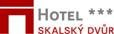 HOTEL ***
SKALSKÝ DVŮR